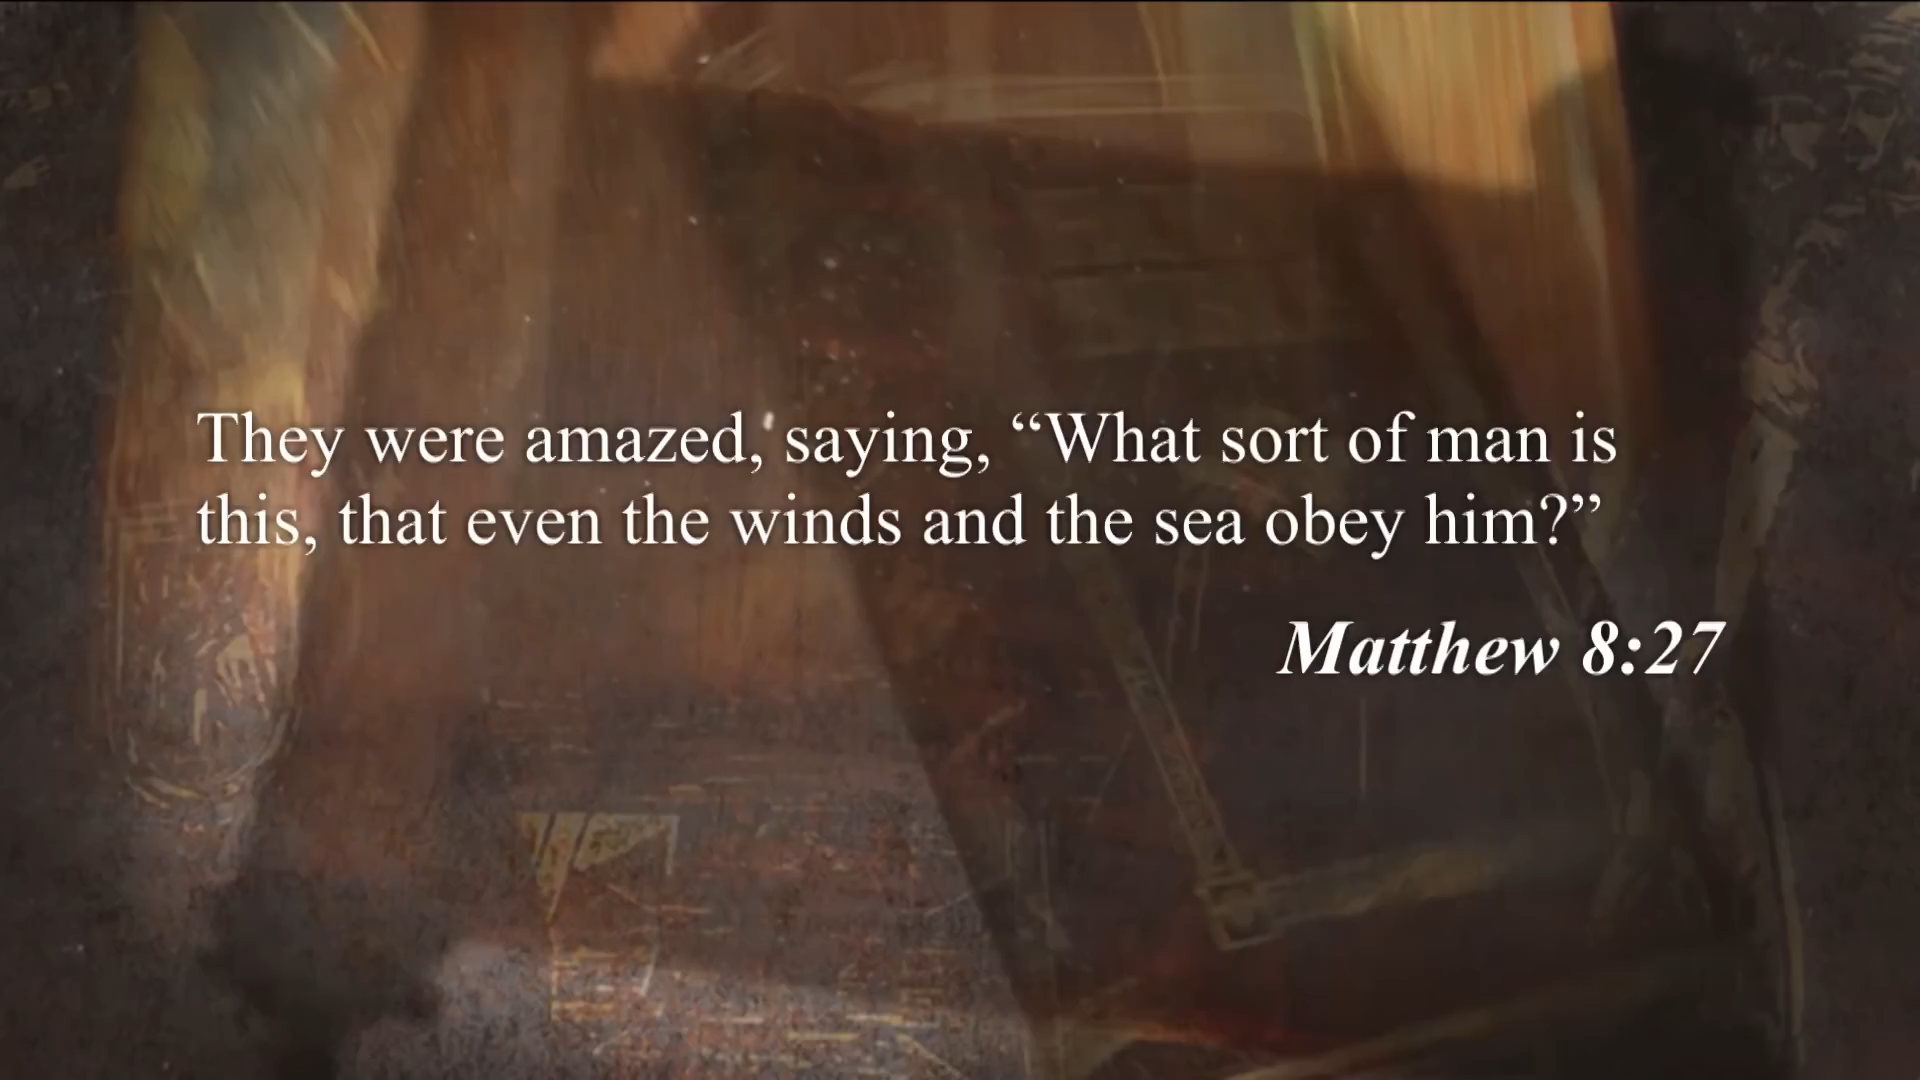 They were amazed, saying, “What sort of man is
this, that even the winds and the sea obey him?”
Matthew 8:27